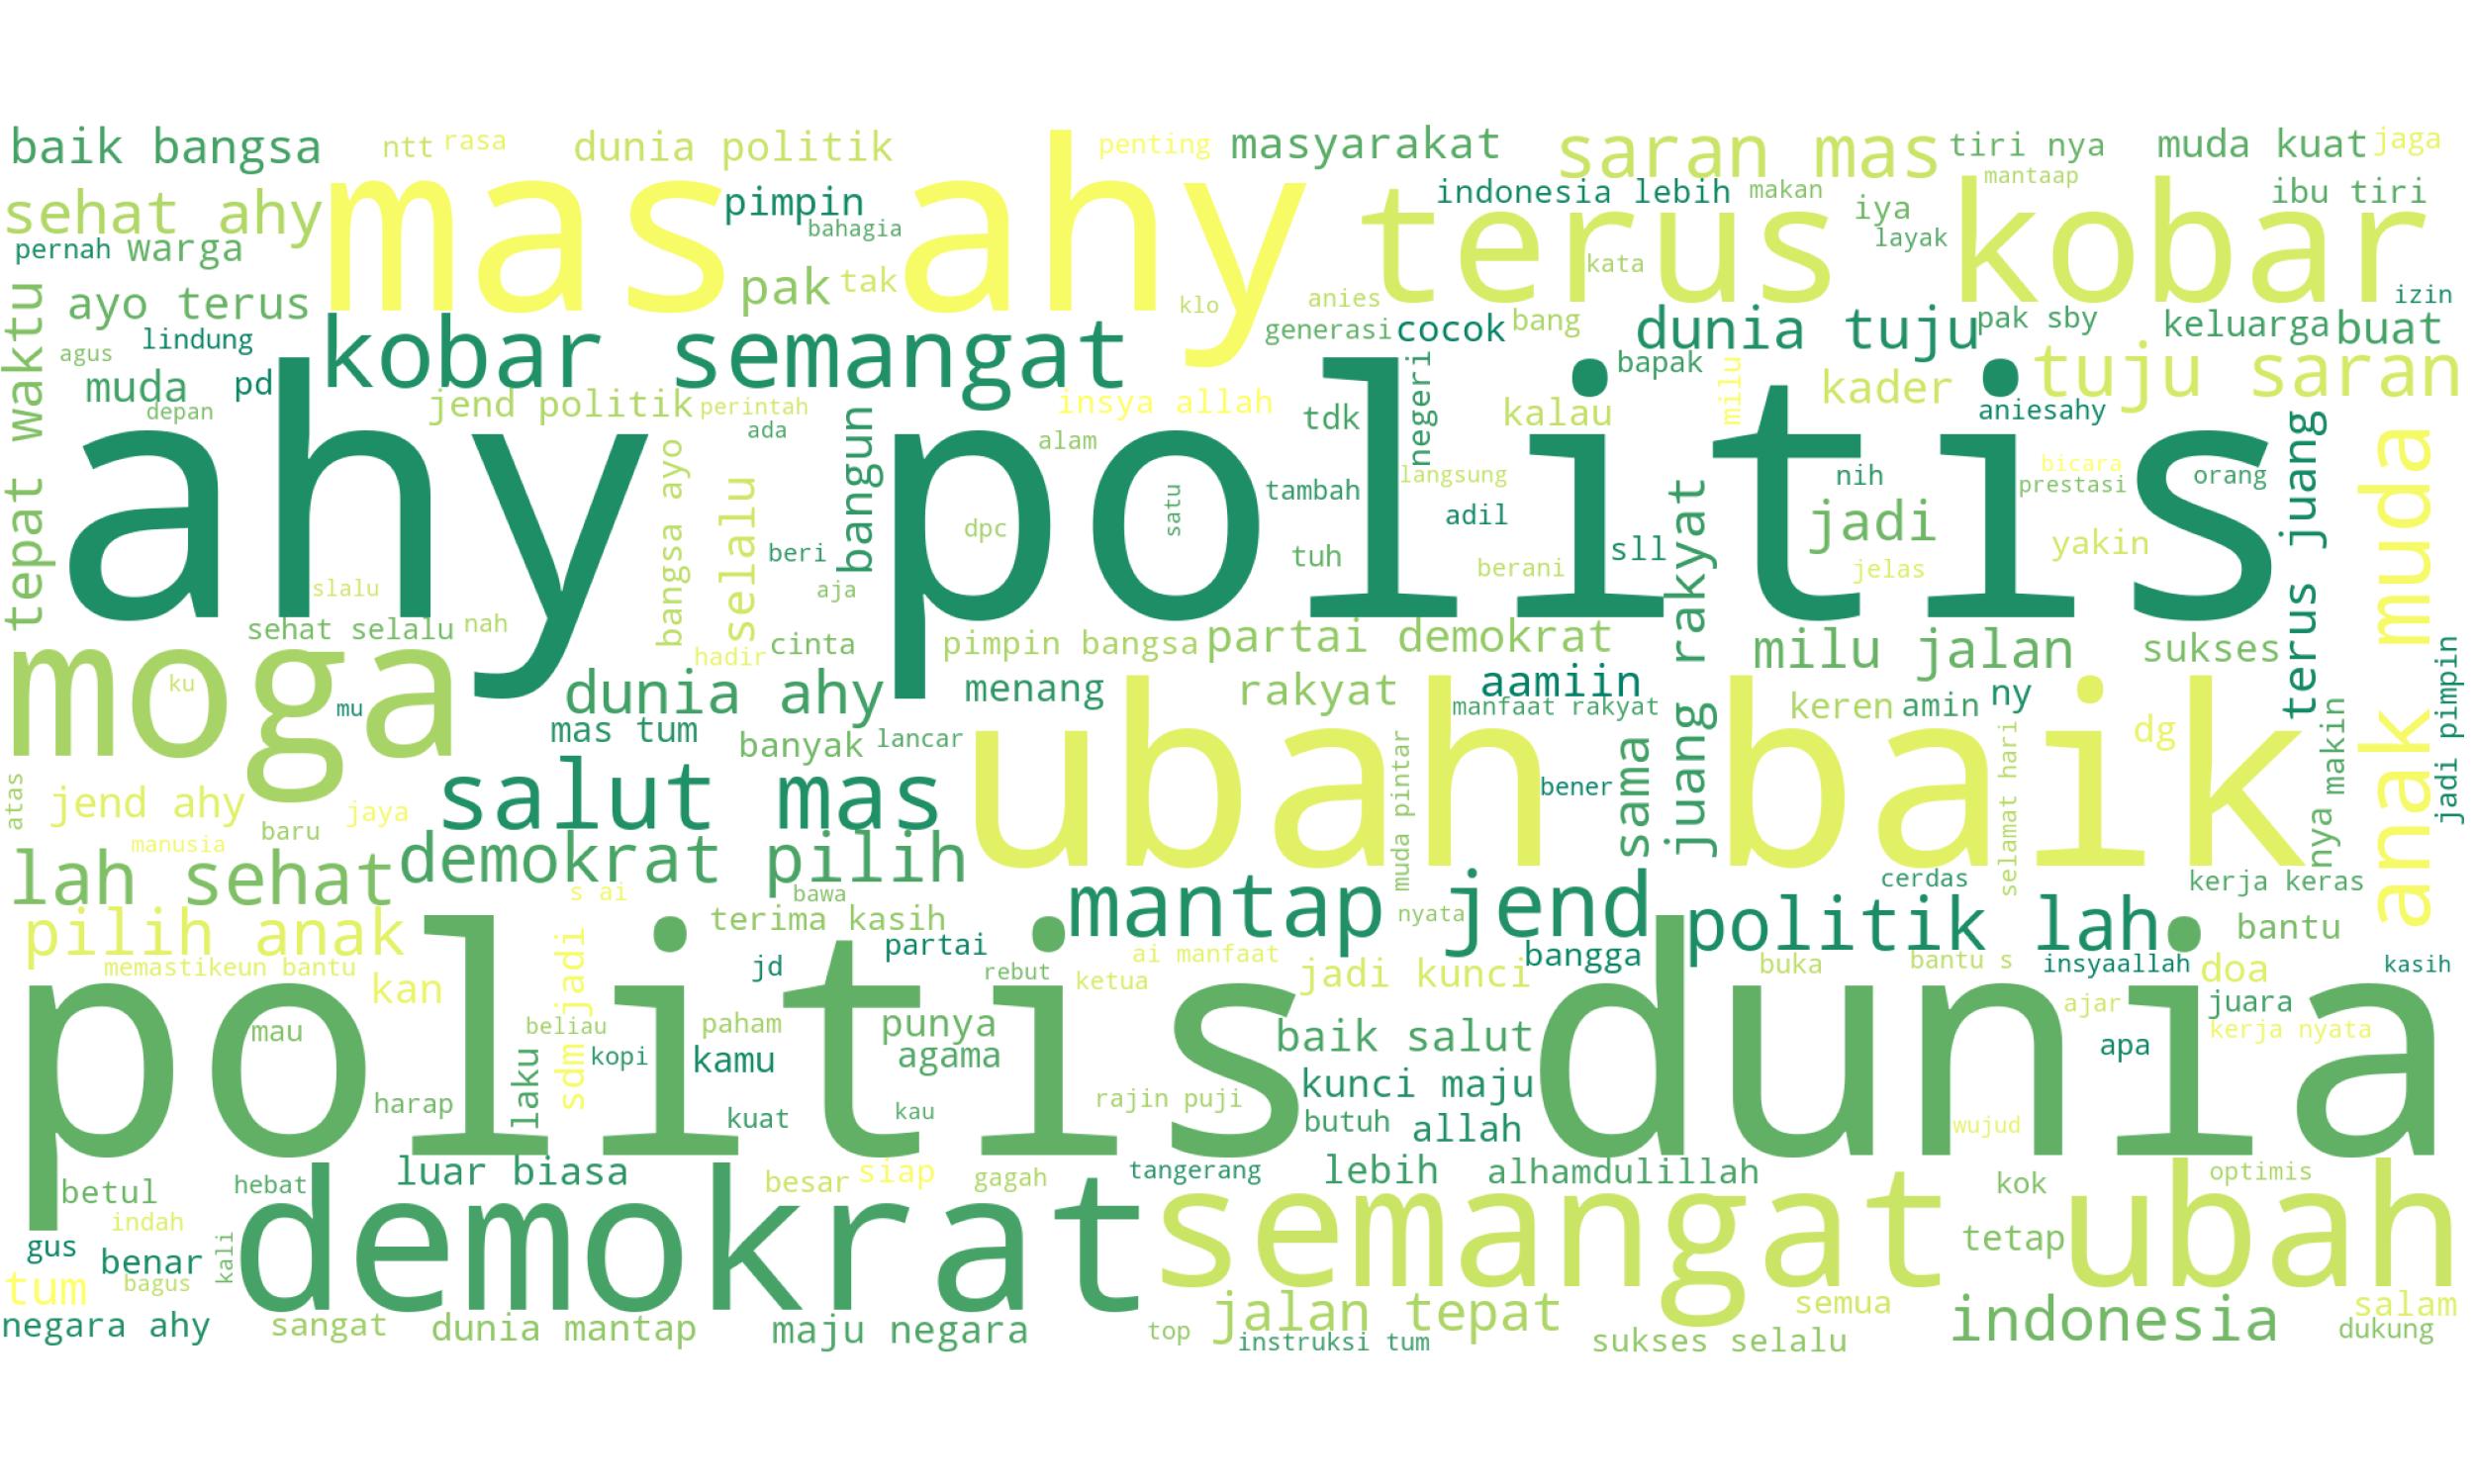 baik bangsa
ntt
rasa
dunia politik
penting
masyarakat
saran mas
tiri nya
muda kuat
jaga
sehat ahy
mas ahy
pimpin
bahagia
indonesia lebih
makan
mantaap
iya
layak
ibu tiri
pernah
warga
pak
tak
klo
terus kobar
kata
anies
izin
tepat waktu
ayo terus
lindung
agus
muda
pd
depan
kobar semangat
generasi
cocok
bang
dunia tuju
pak sby
keluarga
buat
jend politik
perintah
ada
insya allah
tdk
negeri
bapak
milu
kalau
kader
tuju saran
aniesahy
ahy politis
slalu
bangsa ayo
selalu
bangun
beri
aja
alam
dpc
satu
tambah
langsung
adil
tuh
berani
sll
nih
jadi
jelas
bicara
prestasi
orang
yakin
terus juang
anak muda
sehat selalu
nah
hadir
cinta
pimpin bangsa
partai demokrat
juang rakyat
milu jalan
sukses
jadi pimpin
moga
ku
mu
dunia ahy
mas tum
menang
rakyat
aamiin
manfaat rakyat
keren
amin
ny
dg
makin
banyak
lancar
ubah baik
muda pintar
bener
sama
selamat hari
nya
atas
jend ahy
jaya
baru
manusia
salut mas
lah sehat
demokrat pilih
s ai
bawa
mantap jend
nyata
cerdas
kerja keras
pilih anak
memastikeun bantu
kan
terima kasih
partai
jd
rebut
ketua
ai manfaat
jadi kunci
bangga
politik lah
buka
bantu s
insyaallah
bantu
doa
kasih
politis dunia
mau
harap
laku
sdm jadi
beliau
kopi
paham
kamu
kuat
punya
agama
kau
rajin puji
baik salut
kunci maju
butuh
allah
ajar
juara
kerja nyata
apa
wujud
betul
hebat
indah
luar biasa
besar
siap
gagah
tangerang
lebih
alhamdulillah
kok
optimis
gus
benar
kali
tum
bagus
demokrat
semangat ubah
tetap
negara ahy
sangat
dunia mantap
maju negara
top
jalan tepat
instruksi tum
semua
sukses selalu
indonesia
salam
dukung